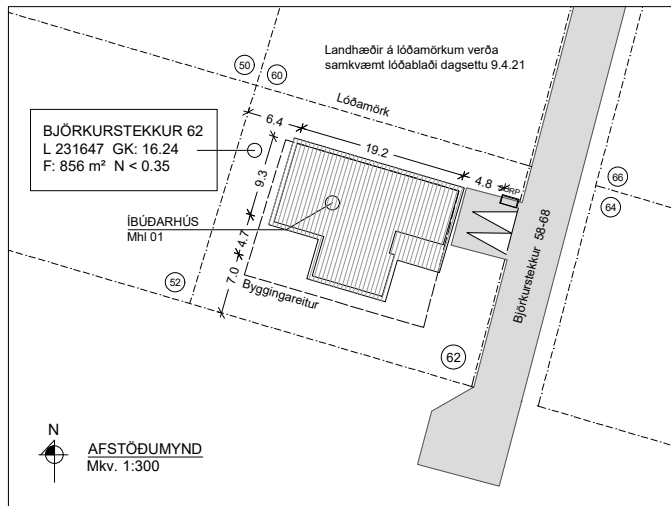 Landhæðir á lóðamörkum verða
samkvæmt lóðablaði dagsettu 9.4.21
50
60
Lóðamörk
BJÖRKURSTEKKUR 62
L 231647 GK: 16.24
F: 856 m² N < 0.35
6.4
19.2
4.8
SORP
9.3
66
64
ÍBÚÐARHÚS
Mhl 01
4.7
7.0
Björkurstekkur 58-68
52
Byggingareitur
62
N
AFSTÖÐUMYND
Mkv. 1:300